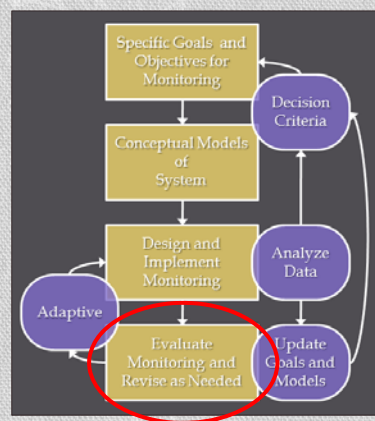 Specific Goals and
Objectives for
Monitoring
Decision
Criteria
Conceptual Models
of
System
Design and
Implement
Monitoring
Analyze
Data
Adaptive
Evaluate
Monitoring and
Revise as Needed
Update
Goals and
Models